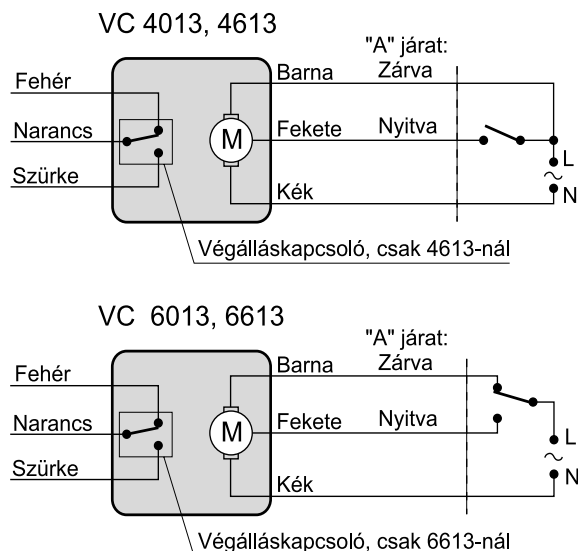 VC 4013, 4613
"A" járat:
Fehér
Barna
Zárva
Narancs
M
Fekete
Nyitva
L
Szürke
Kék
N
Végálláskapcsoló, csak 4613-nál
VC 6013, 6613
"A" járat:
Fehér
Barna
Zárva
Narancs
M
Fekete
Nyitva
L
Szürke
Kék
N
Végálláskapcsoló, csak 6613-nál